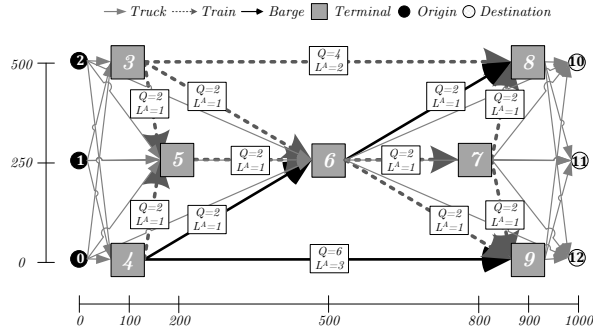 Truck Train Barge Terminal Origin Destination
500
250
0
2
3
Q=4
L^A=2
8
10
Q=2
L^A=1
Q=2
L^A=1
Q=2
L^A=1
Q=2
L^A=1
1
5
Q=2
L^A=1
6
Q=2
L^A=1
7
11
Q=2
L^A=1
Q=2
L^A=1
Q=2
L^A=1
Q=2
L^A=1
0
4
Q=6
L^A=3
9
12
0 100 200 500 800 900 1000